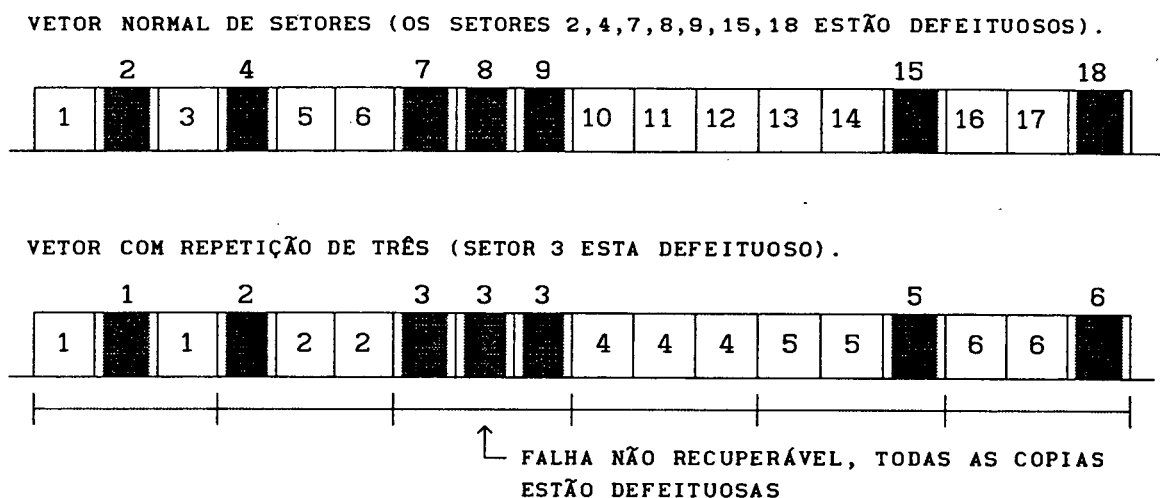 VETOR NORMAL DE SETORES (OS SETORES 2,4,7,8,9,15,18 ESTÃO DEFEITUOSOS).
2 4 7 8 9 15 18
1 3 5 6 10 11 12 13 14 16 17
VETOR COM REPETIÇÃO DE TRÊS (SETOR 3 ESTA DEFEITUOSO).
1 2 3 3 3 5 6
1 1 2 2 4 4 4 5 5 6 6
FALHA NÃO RECUPERÁVEL, TODAS AS COPIAS
ESTÃO DEFEITUOSAS